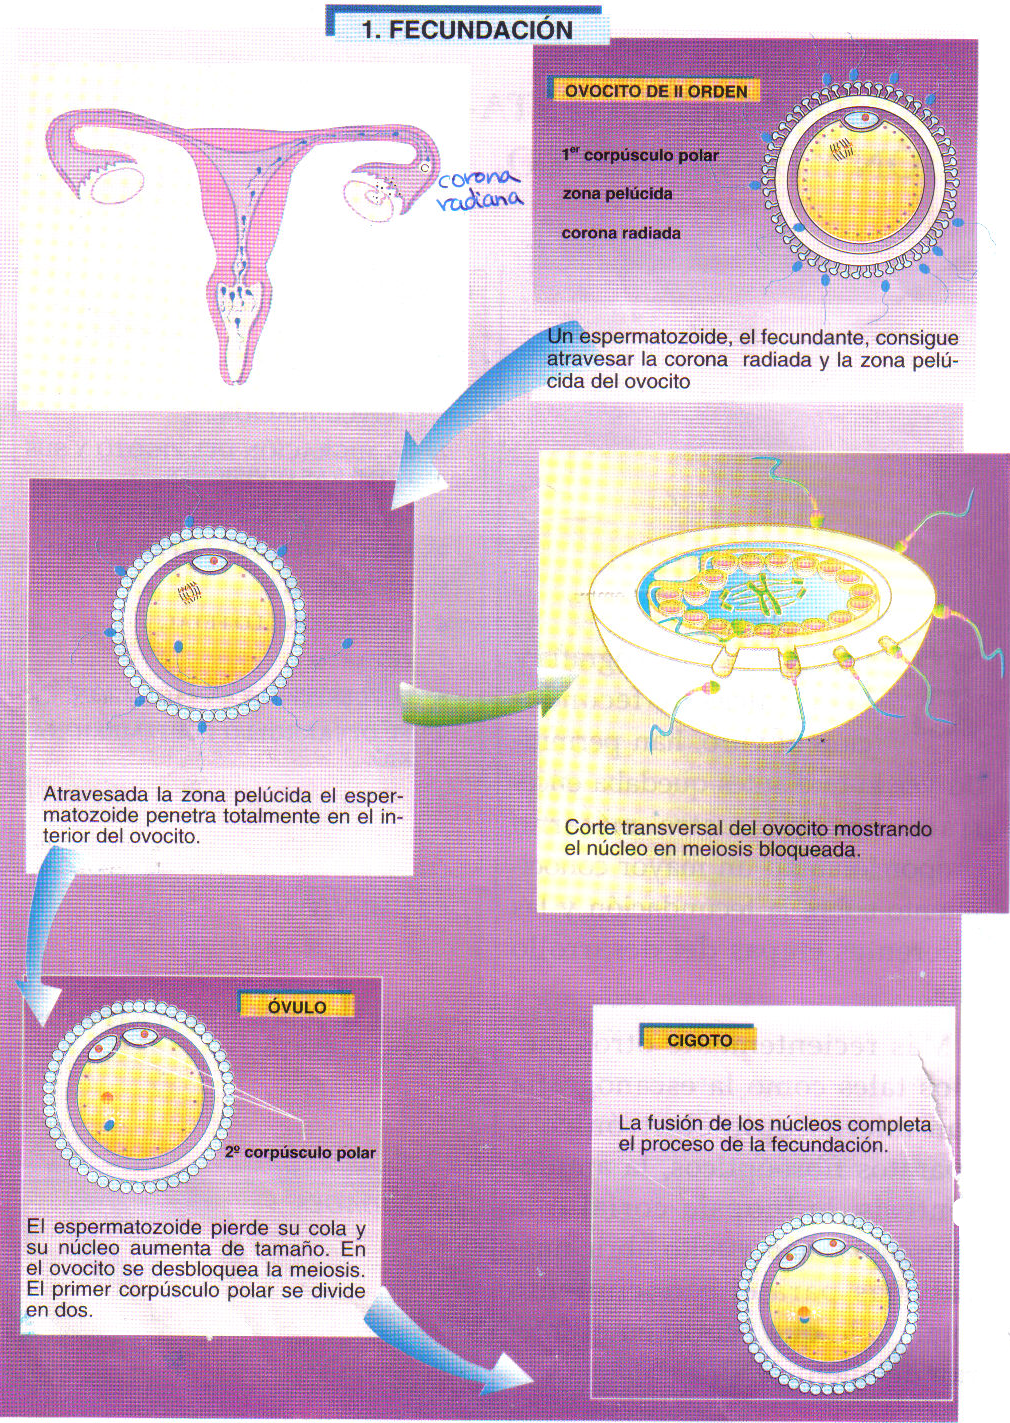 1. FECUNDACIÓN
corona
radiana
OVOCITO DE II ORDEN
1er corpúsculo polar
zona pelúcida
corona radiada
Un espermatozoide, el fecundante, consigue
atravesar la corona radiada y la zona pelú-
cida del ovocito
Atravesada la zona pelúcida el esper-
matozoide penetra totalmente en el in-
terior del ovocito.
Corte transversal del ovocito mostrando
el núcleo en meiosis bloqueada.
ÓVULO
2º corpúsculo polar
El espermatozoide pierde su cola y
su núcleo aumenta de tamaño. En
el ovocito se desbloquea la meiosis.
El primer corpúsculo polar se divide
en dos.
CIGOTO
La fusión de los núcleos completa
el proceso de la fecundación.